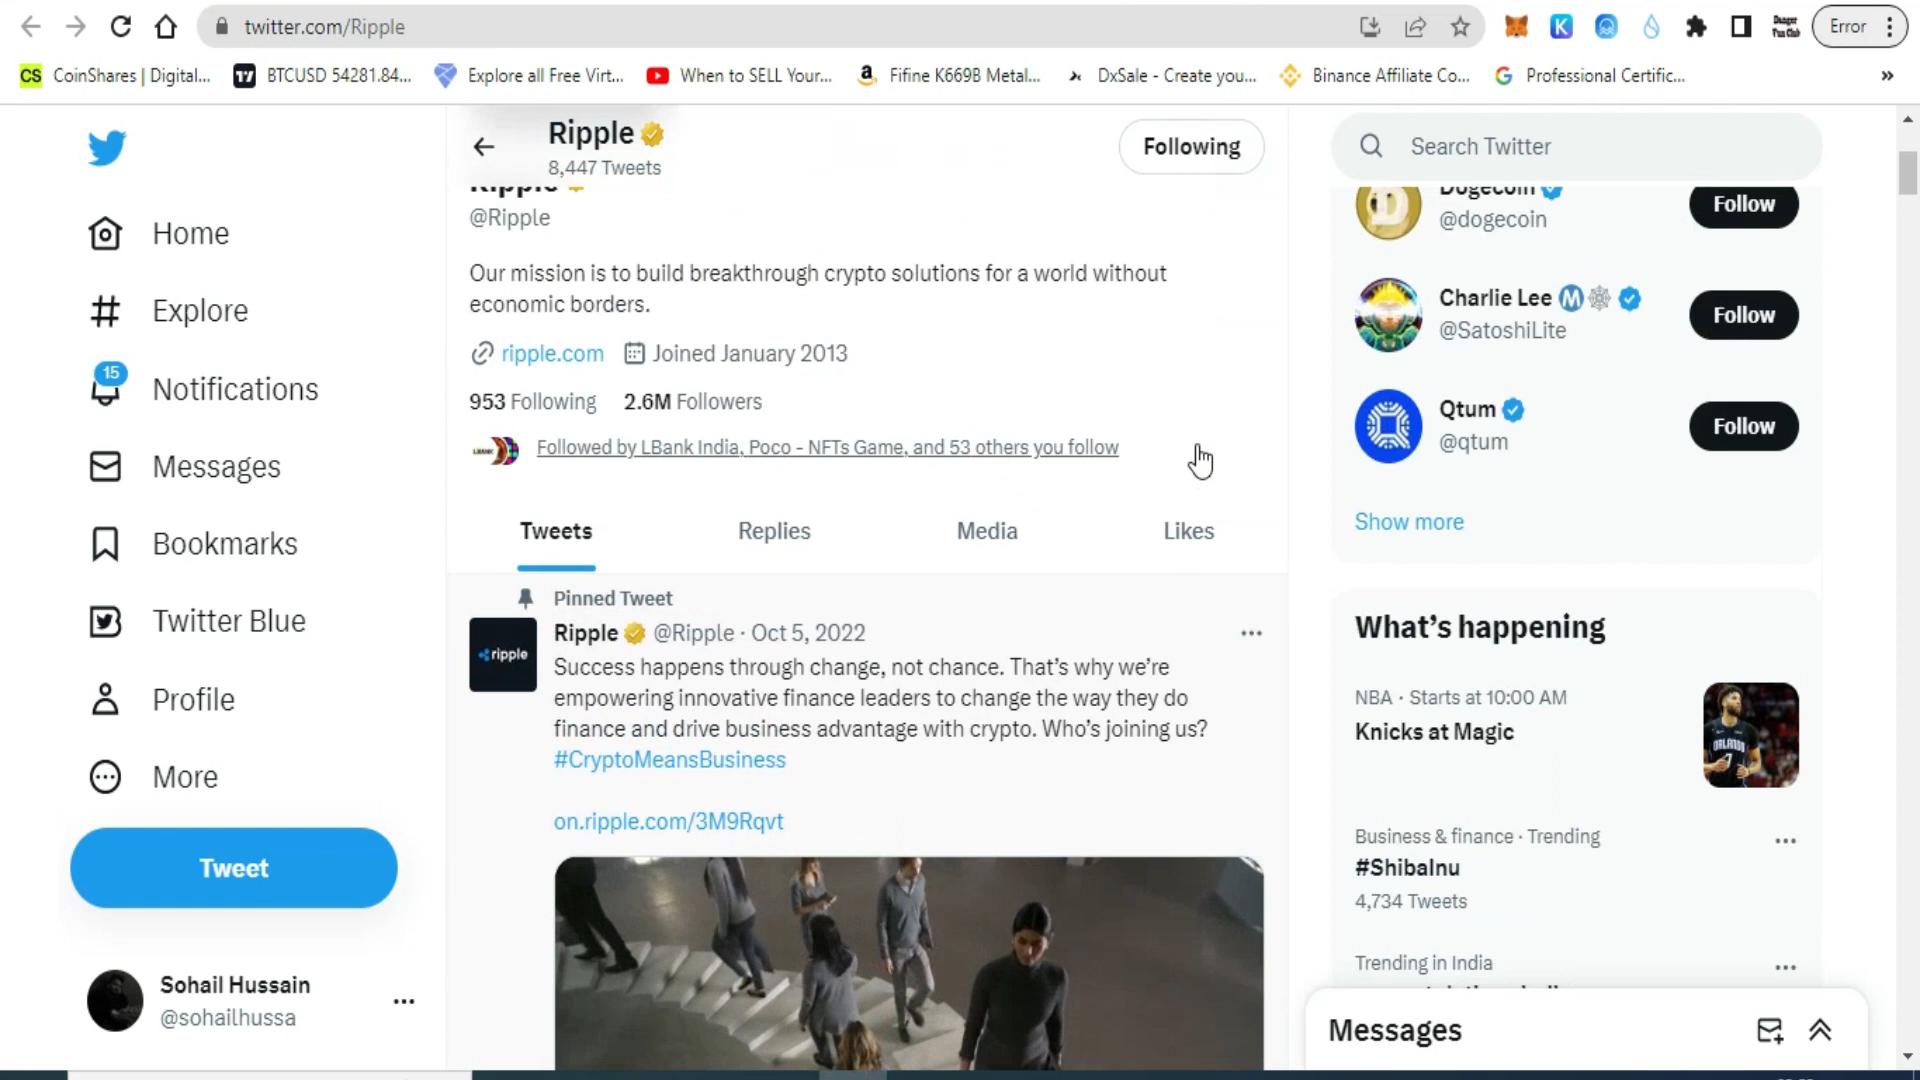 twitter.com/Ripple
Error
CS CoinShares | Digital...
BTCUSD 54281.84...
Explore all Free Virt...
When to SELL Your...
Fifine K669B Metal...
DxSale - Create you...
Binance Affiliate Co...
Professional Certific...
»
Ripple
8,447 Tweets
Following
Search Twitter
Ripple
@Ripple
Our mission is to build breakthrough crypto solutions for a world without
economic borders.
ripple.com
Joined January 2013
953 Following
2.6M Followers
Followed by LBank India, Poco - NFTs Game, and 53 others you follow
Tweets
Replies
Media
Likes
Pinned Tweet
Ripple @Ripple · Oct 5, 2022
Success happens through change, not chance. That's why we're
empowering innovative finance leaders to change the way they do
finance and drive business advantage with crypto. Who's joining us?
#CryptoMeansBusiness
on.ripple.com/3M9Rqvt
ripple
Home
Explore
15
Notifications
Messages
Bookmarks
Twitter Blue
Profile
More
Tweet
Sohail Hussain
@sohailhussa
Dogecoin
@dogecoin
Follow
Charlie Lee
@SatoshiLite
Follow
Qtum
@qtum
Follow
Show more
What's happening
NBA · Starts at 10:00 AM
Knicks at Magic
Business & finance · Trending
#ShibaInu
4,734 Tweets
Trending in India
Messages